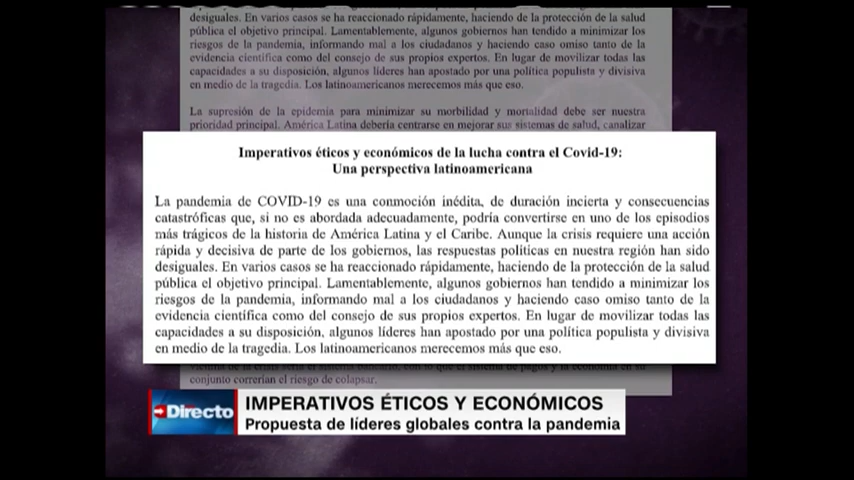 desiguales. En varios casos se ha reaccionado rápidamente, haciendo de la protección de la salud
pública el objetivo principal. Lamentablemente, algunos gobiernos han tendido a minimizar los
riesgos de la pandemia, informando mal a los ciudadanos y haciendo caso omiso tanto de la
evidencia científica como del consejo de sus propios expertos. En lugar de movilizar todas las
capacidades a su disposición, algunos líderes han apostado por una política populista y divisiva
en medio de la tragedia. Los latinoamericanos merecemos más que eso.
La supresión de la epidemia para minimizar su morbilidad y mortalidad debe ser nuestra
prioridad principal. América Latina debería centrarse en mejorar sus sistemas de salud, canalizar
Imperativos éticos y económicos de la lucha contra el Covid-19:
Una perspectiva latinoamericana
La pandemia de COVID-19 es una conmoción inédita, de duración incierta y consecuencias
catastróficas que, si no es abordada adecuadamente, podría convertirse en uno de los episodios
más trágicos de la historia de América Latina y el Caribe. Aunque la crisis requiere una acción
rápida y decisiva de parte de los gobiernos, las respuestas políticas en nuestra región han sido
desiguales. En varios casos se ha reaccionado rápidamente, haciendo de la protección de la salud
pública el objetivo principal. Lamentablemente, algunos gobiernos han tendido a minimizar los
riesgos de la pandemia, informando mal a los ciudadanos y haciendo caso omiso tanto de la
evidencia científica como del consejo de sus propios expertos. En lugar de movilizar todas las
capacidades a su disposición, algunos líderes han apostado por una política populista y divisiva
en medio de la tragedia. Los latinoamericanos merecemos más que eso.
conjunto correrían el riesgo de colapsar.
Directo
IMPERATIVOS ÉTICOS Y ECONÓMICOS
Propuesta de líderes globales contra la pandemia